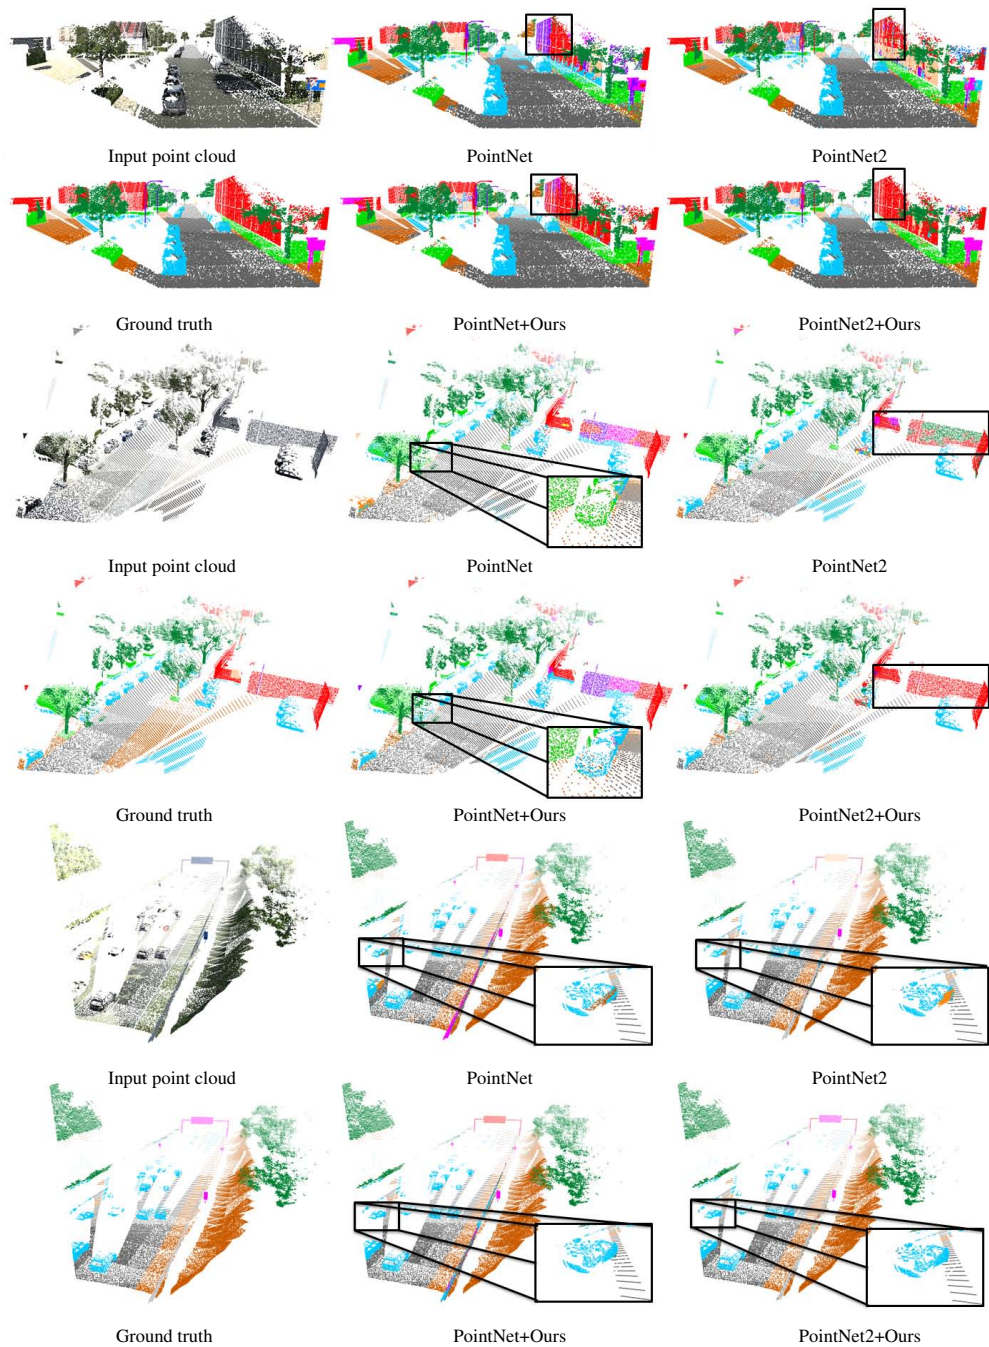 Input point cloud
PointNet
PointNet2
Ground truth
PointNet+Ours
PointNet2+Ours
Input point cloud
PointNet
PointNet2
Ground truth
PointNet+Ours
PointNet2+Ours
Input point cloud
PointNet
PointNet2
Ground truth
PointNet+Ours
PointNet2+Ours